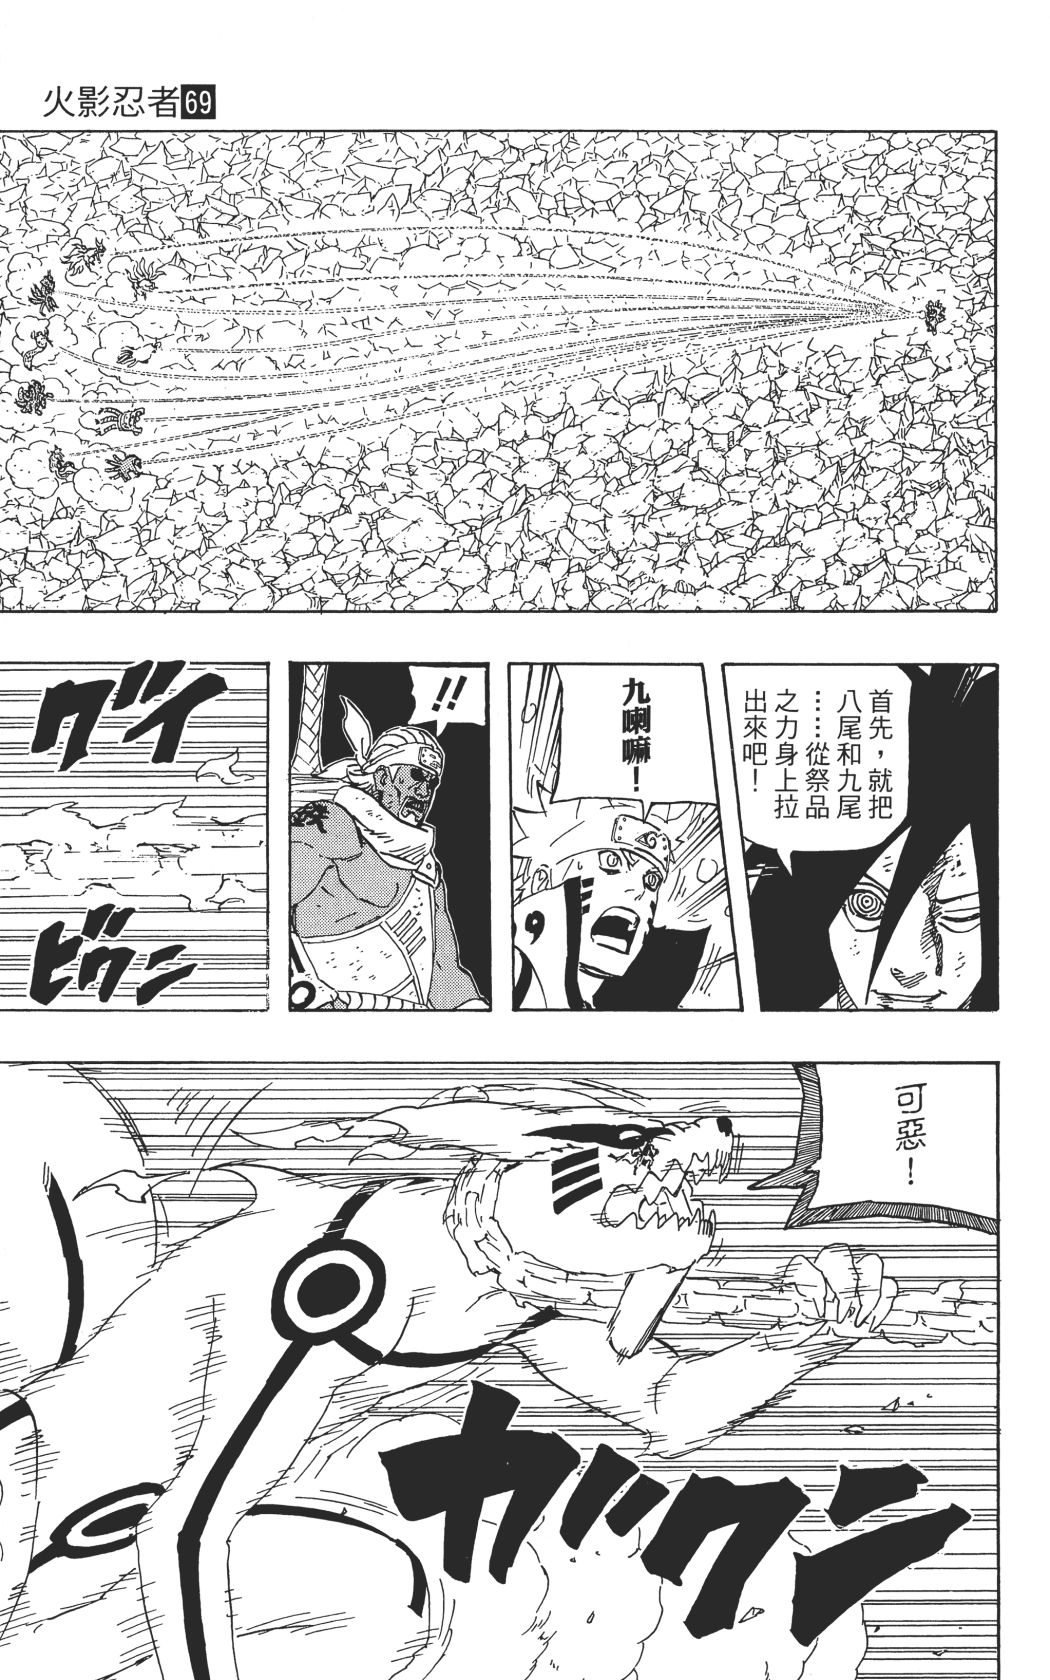 火影忍者69
首先，就把
八尾和九尾
……從祭品
之力身上拉
出來吧！
九喇嘛！
!!
グイ
ビクン
可惡！
ガクン